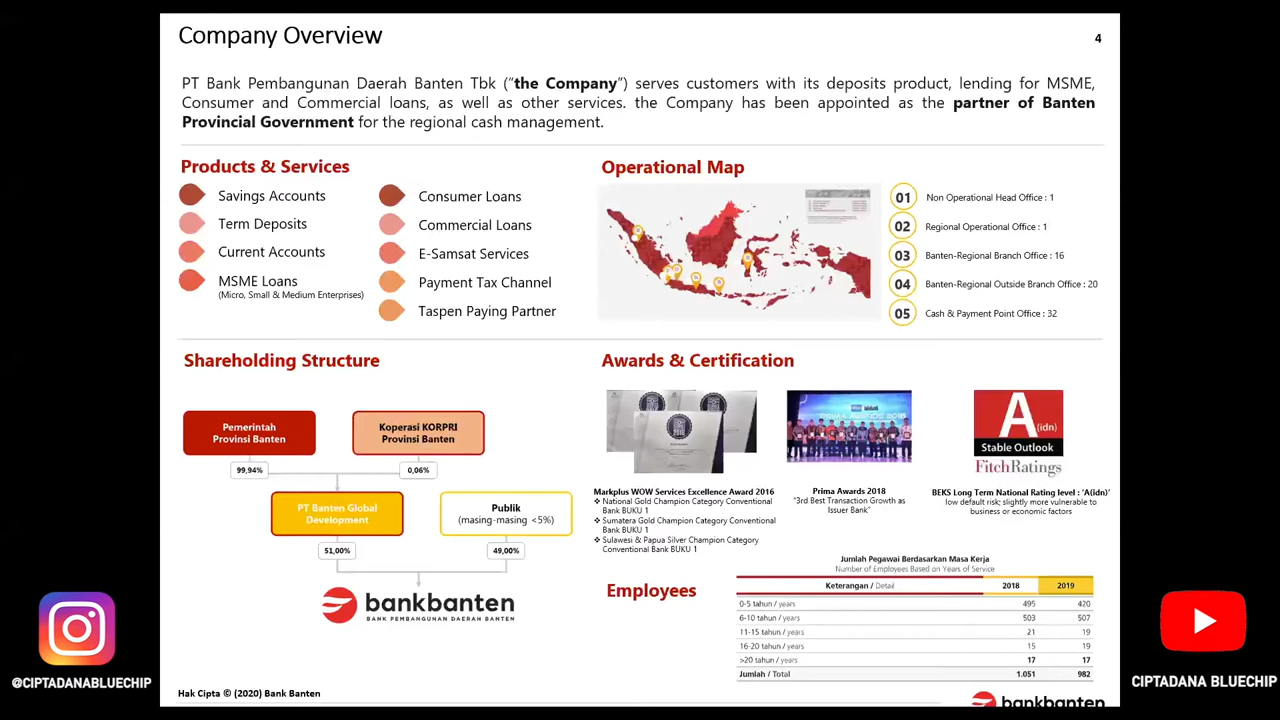 Company Overview
4
PT Bank Pembangunan Daerah Banten Tbk (“the Company”) serves customers with its deposits product, lending for MSME,
Consumer and Commercial loans, as well as other services. the Company has been appointed as the partner of Banten
Provincial Government for the regional cash management.
Products & Services
Savings Accounts
Term Deposits
Current Accounts
MSME Loans
(Micro, Small & Medium Enterprises)
Consumer Loans
Commercial Loans
E-Samsat Services
Payment Tax Channel
Taspen Paying Partner
Operational Map
01 Non Operational Head Office : 1
02 Regional Operational Office : 1
03 Banten-Regional Branch Office : 16
04 Banten-Regional Outside Branch Office : 20
05 Cash & Payment Point Office : 32
Shareholding Structure
Pemerintah
Provinsi Banten
Koperasi KORPRI
Provinsi Banten
99,94%
0,06%
PT Banten Global
Development
Publik
(masing-masing <5%)
51,00%
49,00%
bankbanten
BANK PEMBANGUNAN DAERAH BANTEN
Awards & Certification
A(idn)
Stable Outlook
FitchRatings
Markplus WOW Services Excellence Award 2016
❖ National Gold Champion Category Conventional
Bank BUKU 1
❖ Sumatera Gold Champion Category Conventional
Bank BUKU 1
❖ Sulawesi & Papua Silver Champion Category
Conventional Bank BUKU 1
Prima Awards 2018
“3rd Best Transaction Growth as
Issuer Bank”
BEKS Long Term National Rating level : ‘A(idn)’
low default risk; slightly more vulnerable to
business or economic factors
Employees
Jumlah Pegawai Berdasarkan Masa Kerja
Number of Employees Based on Years of Service
Keterangan / Detail 2018 2019
0-5 tahun / years 495 420
6-10 tahun / years 503 507
11-15 tahun / years 21 19
16-20 tahun / years 15 19
>20 tahun / years 17 17
Jumlah / Total 1.051 982
Hak Cipta © (2020) Bank Banten
bankbanten
@CIPTADANABLUECHIP
CIPTADANA BLUECHIP